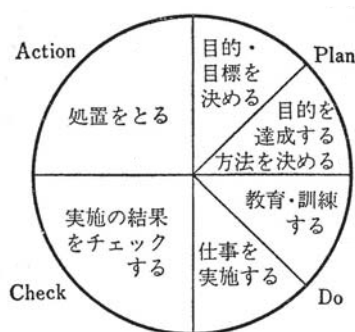 Action
処置をとる
目的・
目標を
決める
Plan
目的を
達成する
方法を決める
教育・訓練
する
仕事を
実施する
Do
実施の結果
をチェック
する
Check